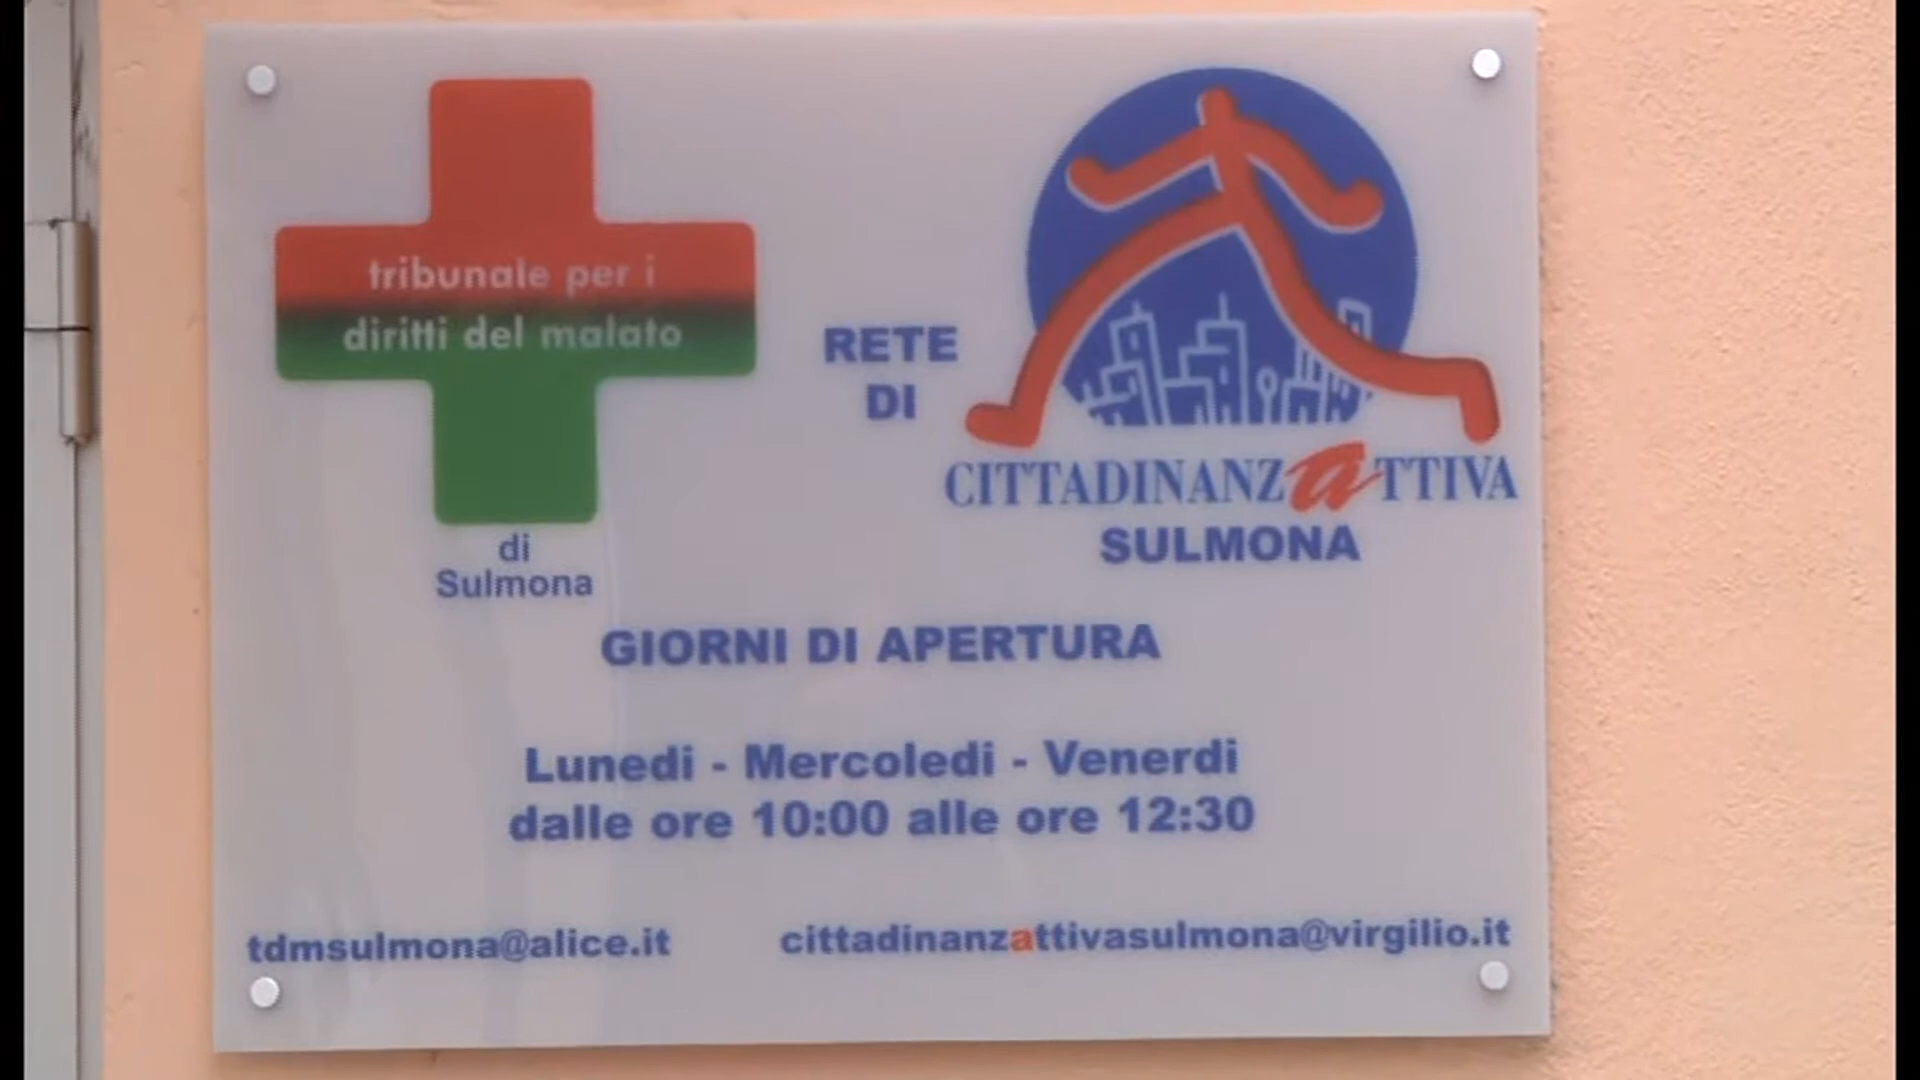 tribunale per i
diritti del malato
di
Sulmona
RETE
DI
CITTADINANZaTTIVA
SULMONA
GIORNI DI APERTURA
Lunedi - Mercoledi - Venerdi
dalle ore 10:00 alle ore 12:30
tdmsulmona@alice.it
cittadinanzattivasulmona@virgilio.it